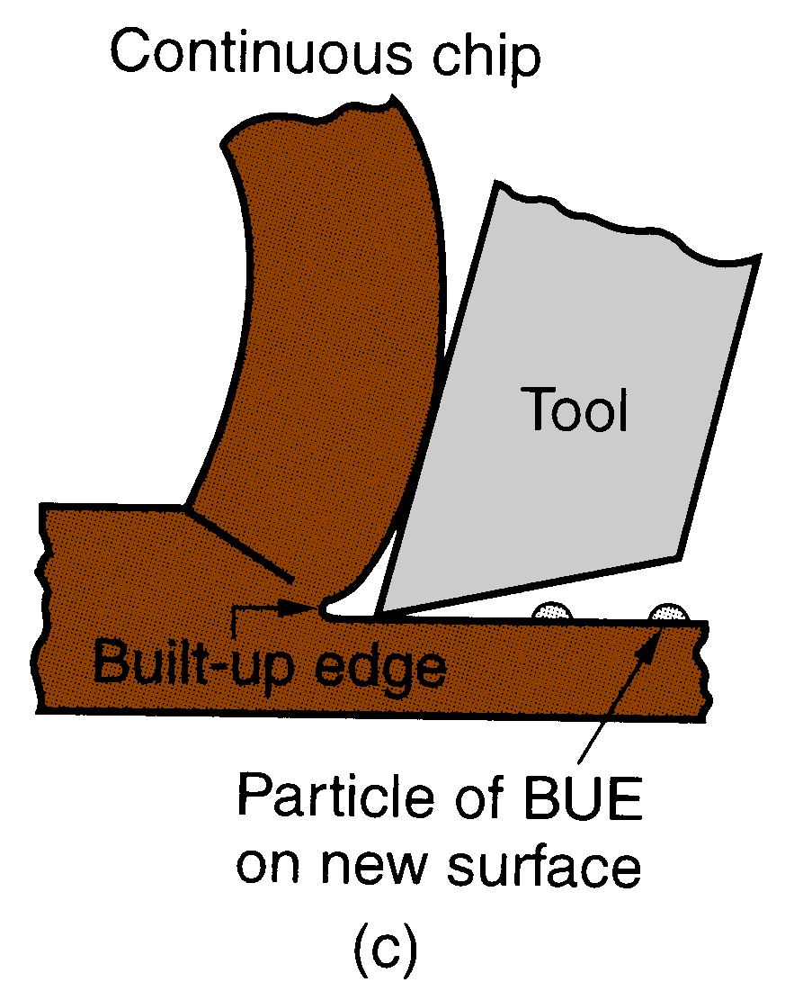 Continuous chip
Tool
Built-up edge
Particle of BUE
on new surface
(c)